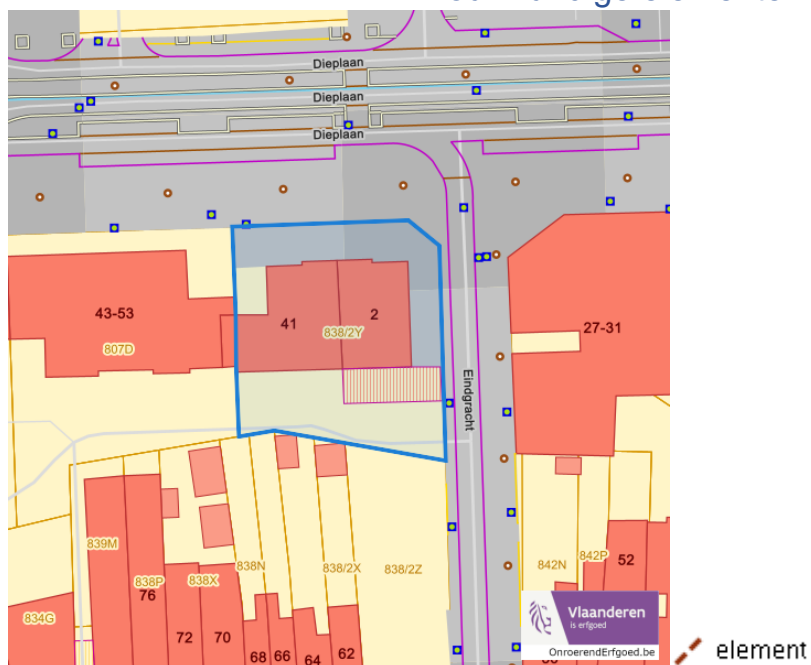 Dieplaan
Dieplaan
Dieplaan
43-53
807D
41
2
838/2Y
27-31
Eindgracht
839M
838P
838X
838N
838/2X
838/2Z
842N
842P
52
76
72
70
68
66
64
62
834G
Vlaanderen
is erfgoed
OnroerendErfgoed.be
element